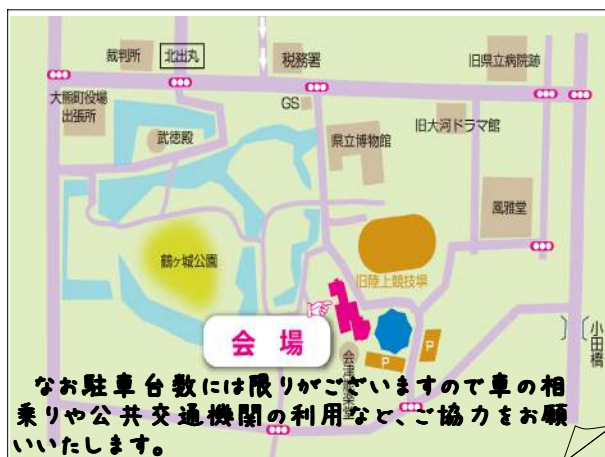 裁判所
北出丸
税務署
旧県立病院跡
大熊町役場
出張所
GS
武徳殿
県立博物館
旧大河ドラマ館
風雅堂
鶴ヶ城公園
旧陸上競技場
会場
P
P
小田橋
なお駐車台数には限りがございますので車の相
乗りや公共交通機関の利用など、ご協力をお願
いいたします。